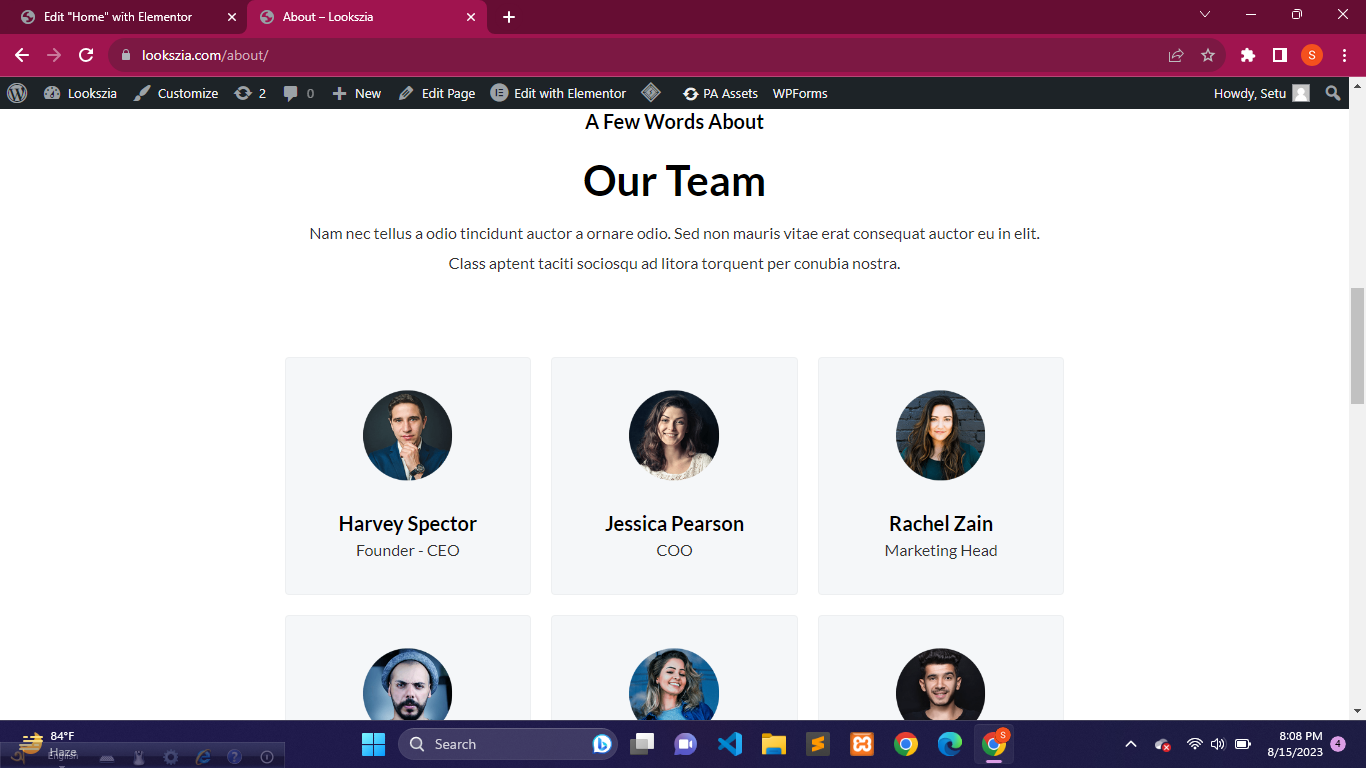 Edit "Home" with Elementor
About – Lookszia
lookszia.com/about/
S
Lookszia
Customize
2
0
New
Edit Page
Edit with Elementor
PA Assets
WPForms
Howdy, Setu
A Few Words About
Our Team
Nam nec tellus a odio tincidunt auctor a ornare odio. Sed non mauris vitae erat consequat auctor eu in elit.
Class aptent taciti sociosqu ad litora torquent per conubia nostra.
Harvey Spector
Founder - CEO
Jessica Pearson
COO
Rachel Zain
Marketing Head
84°F
Haze
English
Search
S
8:08 PM
8/15/2023
4